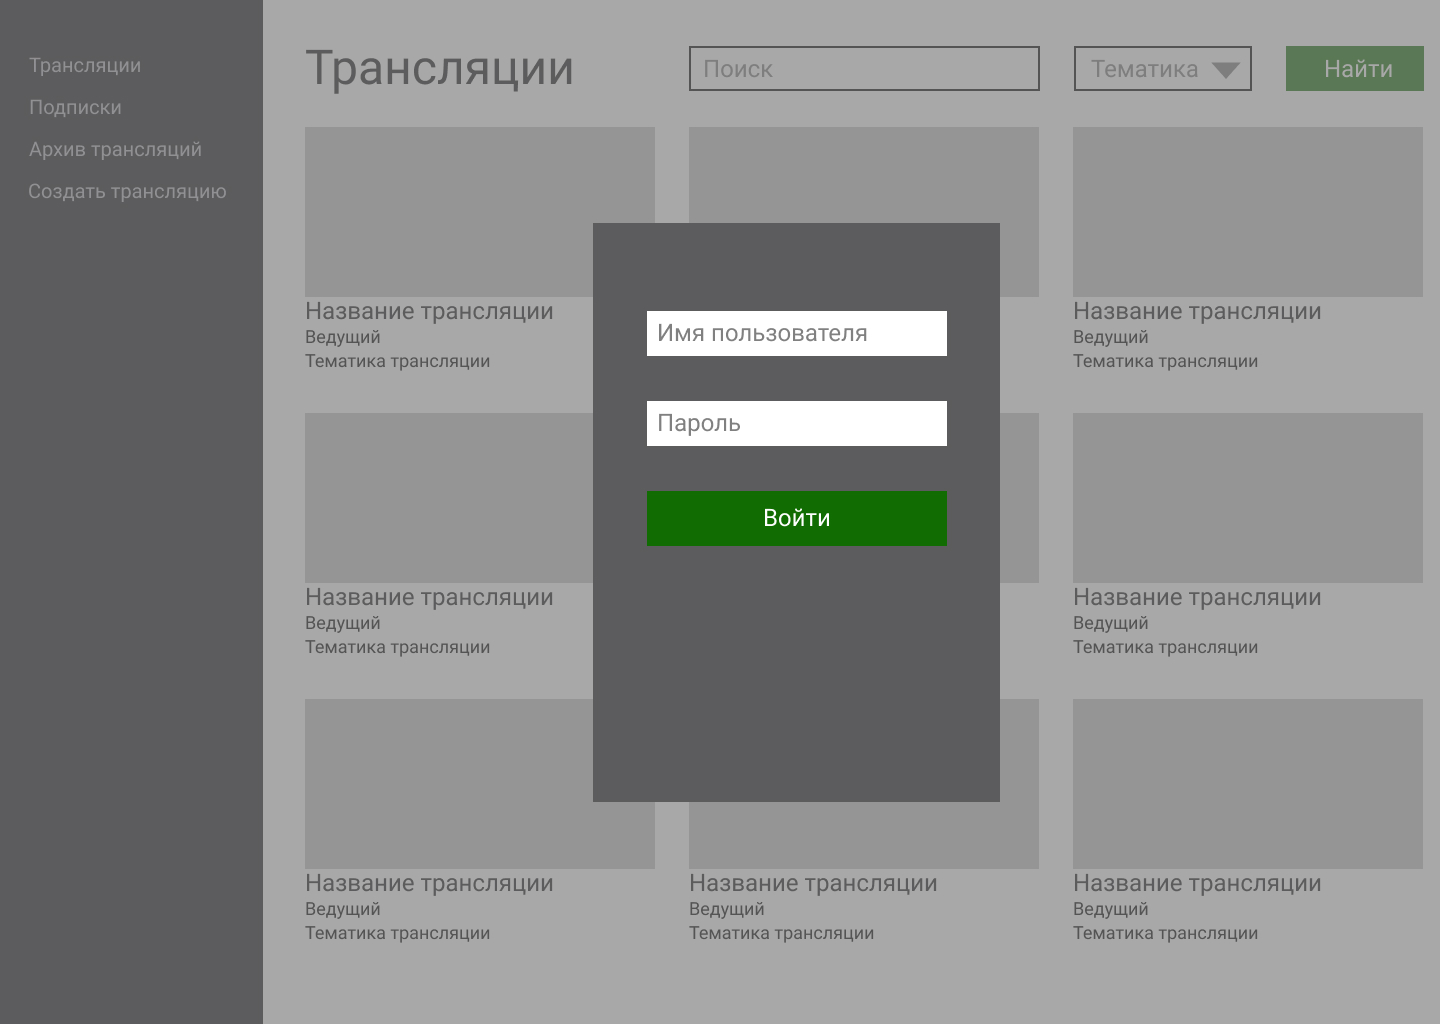 Трансляции
Подписки
Архив трансляций
Создать трансляцию
Трансляции
Поиск
Тематика
Найти
Название трансляции
Ведущий
Тематика трансляции
Название трансляции
Ведущий
Тематика трансляции
Имя пользователя
Пароль
Войти
Название трансляции
Ведущий
Тематика трансляции
Название трансляции
Ведущий
Тематика трансляции
Название трансляции
Ведущий
Тематика трансляции
Название трансляции
Ведущий
Тематика трансляции
Название трансляции
Ведущий
Тематика трансляции